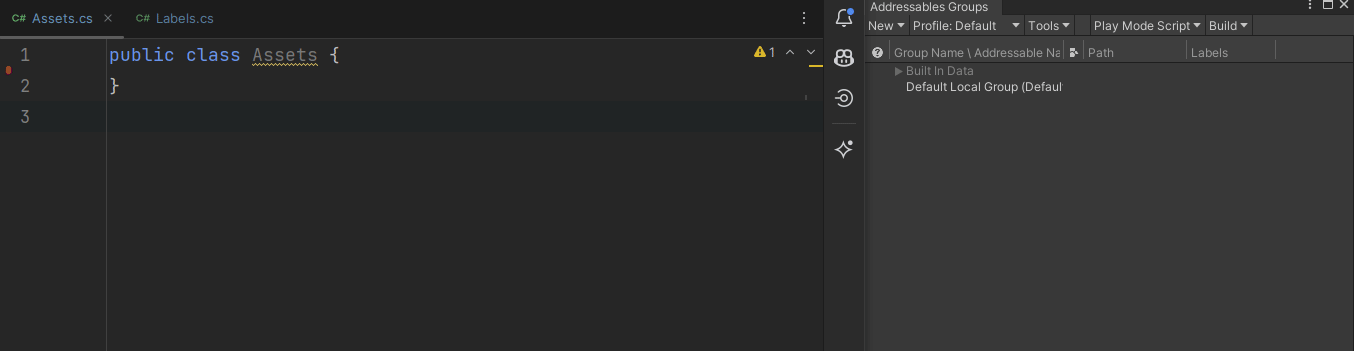 C# Assets.cs
C# Labels.cs
1 public class Assets {
2 }
3
1
Addressables Groups
New Profile: Default Tools Play Mode Script Build
Group Name \ Addressable Na Path Labels
Built In Data
Default Local Group (Defaul